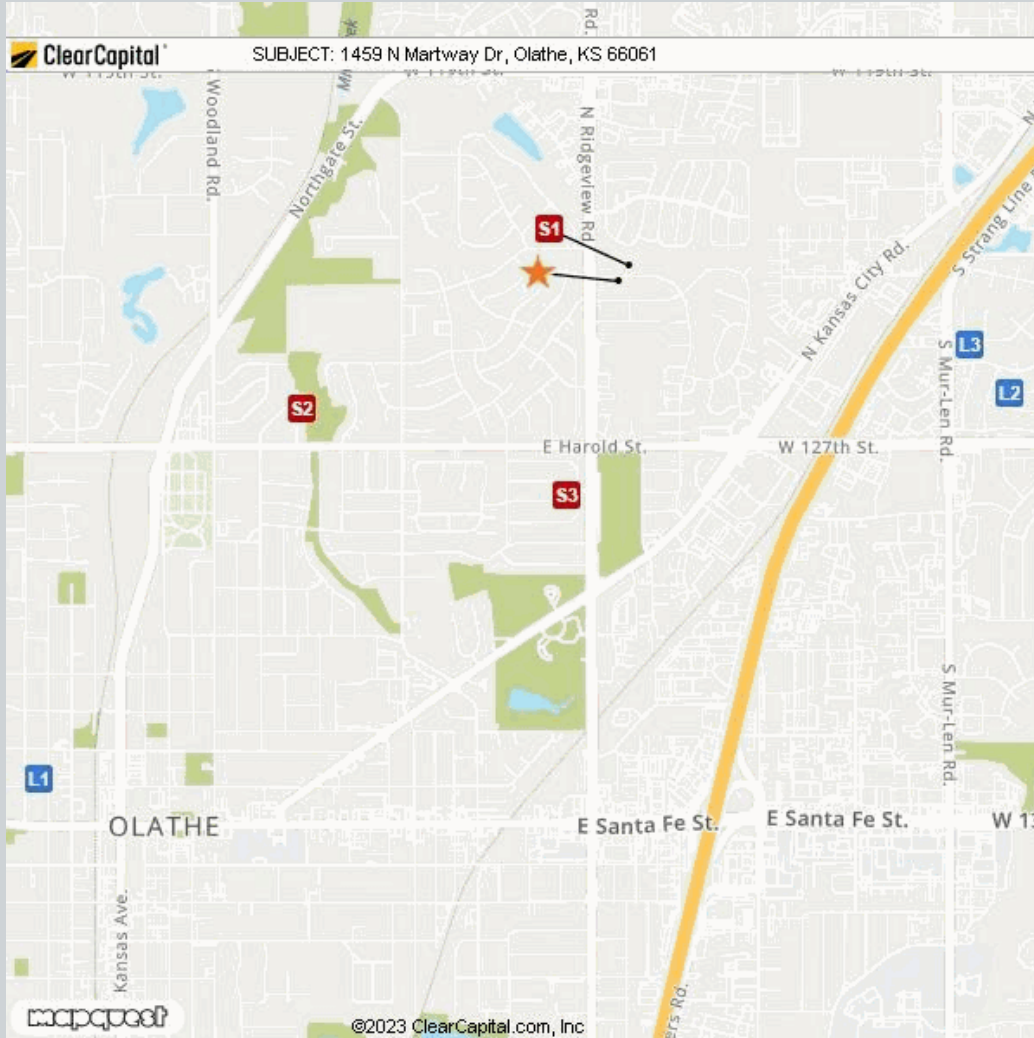 Rd.
ClearCapital
SUBJECT: 1459 N Martway Dr, Olathe, KS 66061
W 119th St.
Woodland Rd.
Northgate St.
N Ridgeview Rd
S1
N Kansas City Rd.
S Strang Line
L3
S Mur-Len Rd.
L2
S2
E Harold St.
W 127th St.
S3
S Mur-Len Rd.
L1
OLATHE
E Santa Fe St.
E Santa Fe St.
Kansas Ave.
mapquest
©2023 ClearCapital.com, Inc